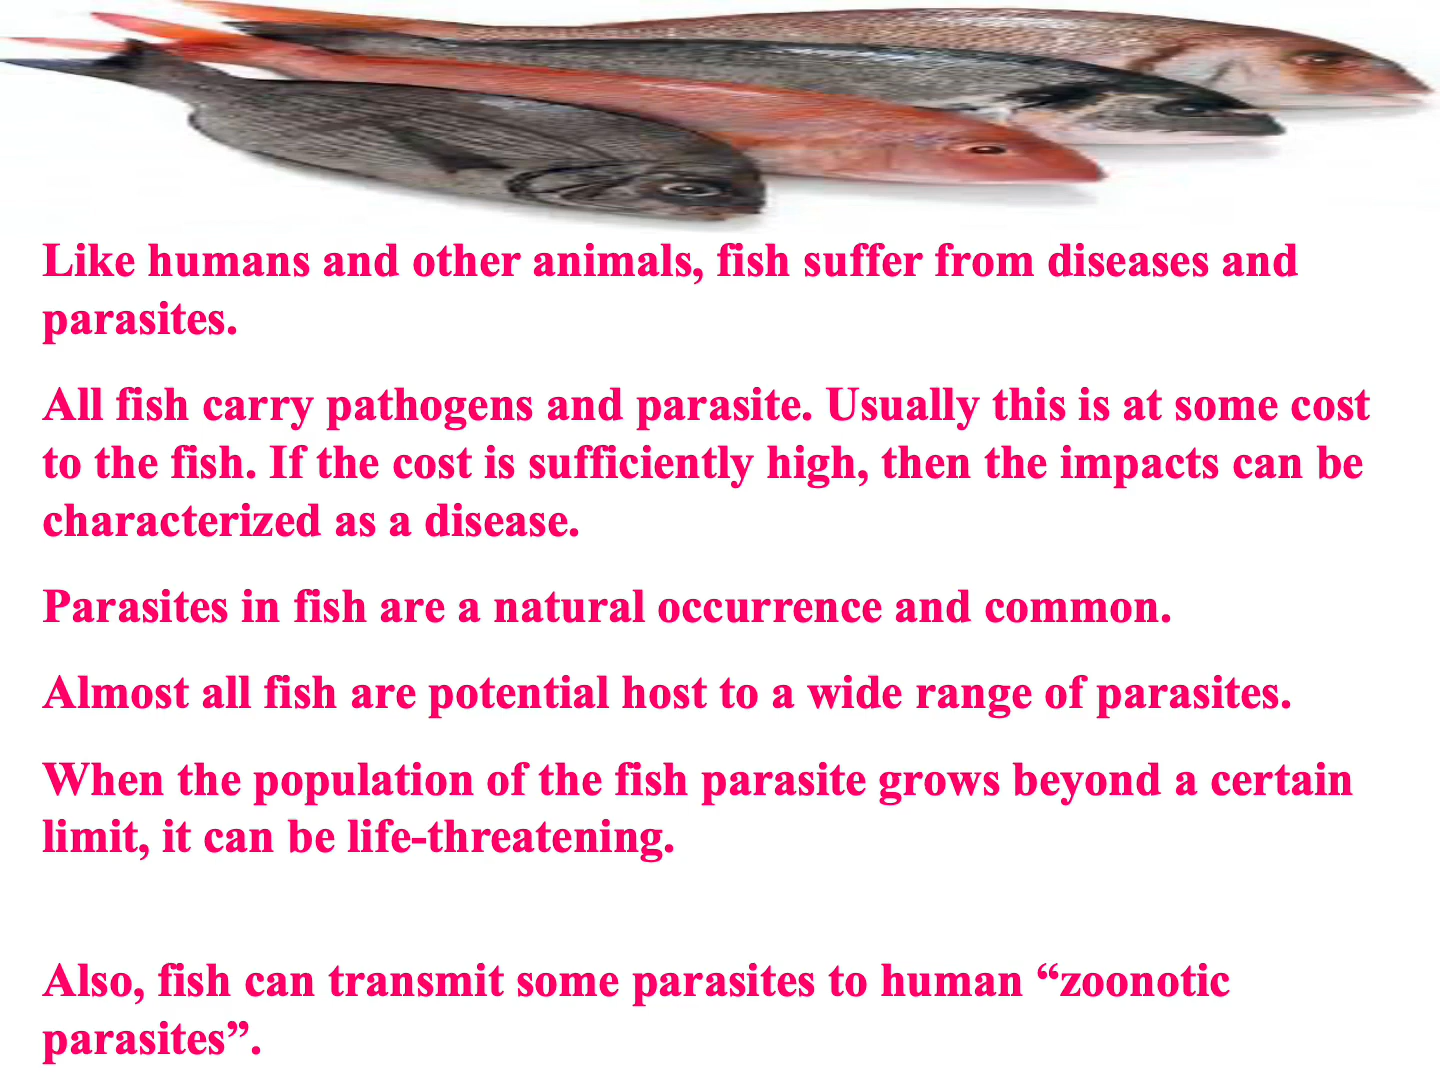 Like humans and other animals, fish suffer from diseases and
parasites.
All fish carry pathogens and parasite. Usually this is at some cost
to the fish. If the cost is sufficiently high, then the impacts can be
characterized as a disease.
Parasites in fish are a natural occurrence and common.
Almost all fish are potential host to a wide range of parasites.
When the population of the fish parasite grows beyond a certain
limit, it can be life-threatening.
Also, fish can transmit some parasites to human “zoonotic
parasites”.